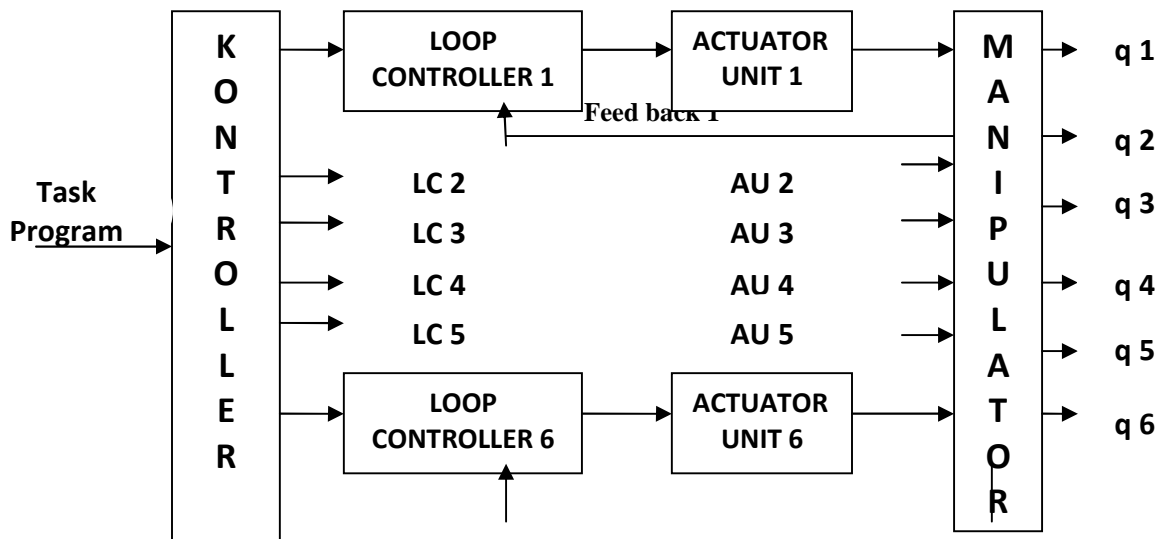 Task
Program
K
O
N
T
R
O
L
L
E
R
LOOP
CONTROLLER 1
ACTUATOR
UNIT 1
Feed back 1
LC 2
AU 2
LC 3
AU 3
LC 4
AU 4
LC 5
AU 5
LOOP
CONTROLLER 6
ACTUATOR
UNIT 6
M
A
N
I
P
U
L
A
T
O
R
q 1
q 2
q 3
q 4
q 5
q 6